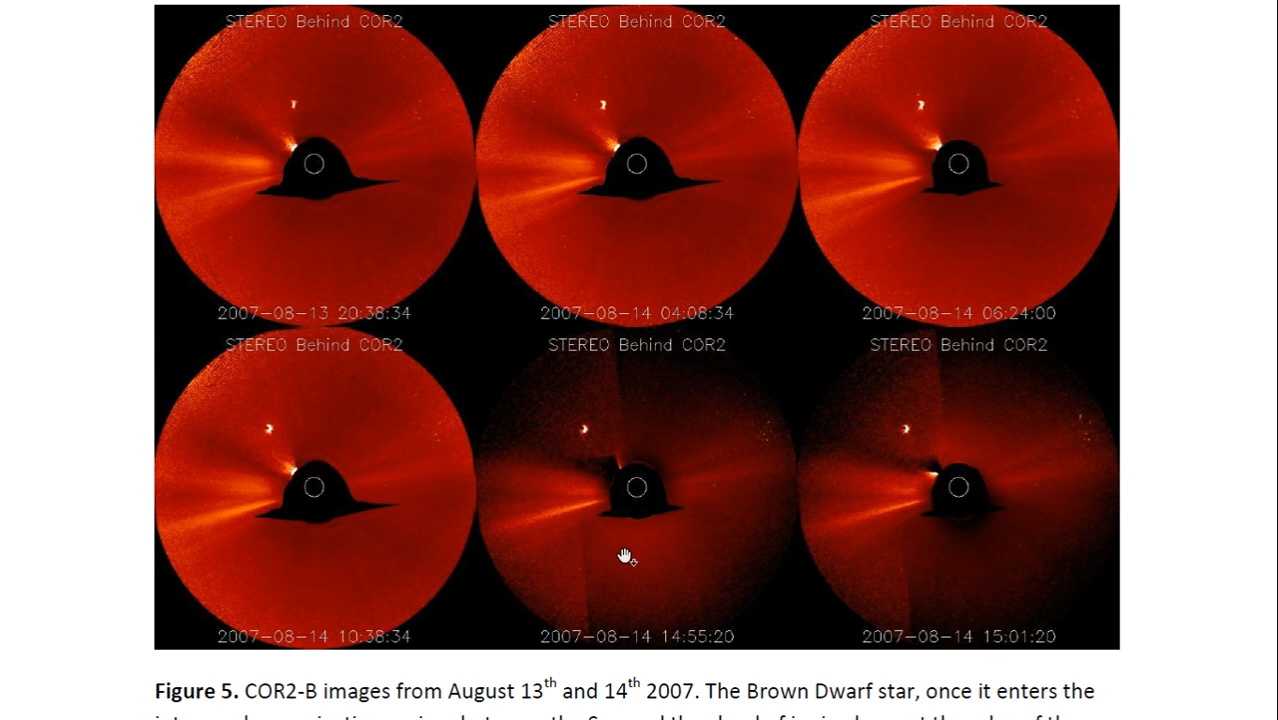 STEREO Behind COR2 STEREO Behind COR2 STEREO Behind COR2
2007-08-13 20:38:34 2007-08-14 04:08:34 2007-08-14 06:24:00
STEREO Behind COR2 STEREO Behind COR2 STEREO Behind COR2
2007-08-14 10:38:34 2007-08-14 14:55:20 2007-08-14 15:01:20
Figure 5. COR2-B images from August 13th and 14th 2007. The Brown Dwarf star, once it enters the